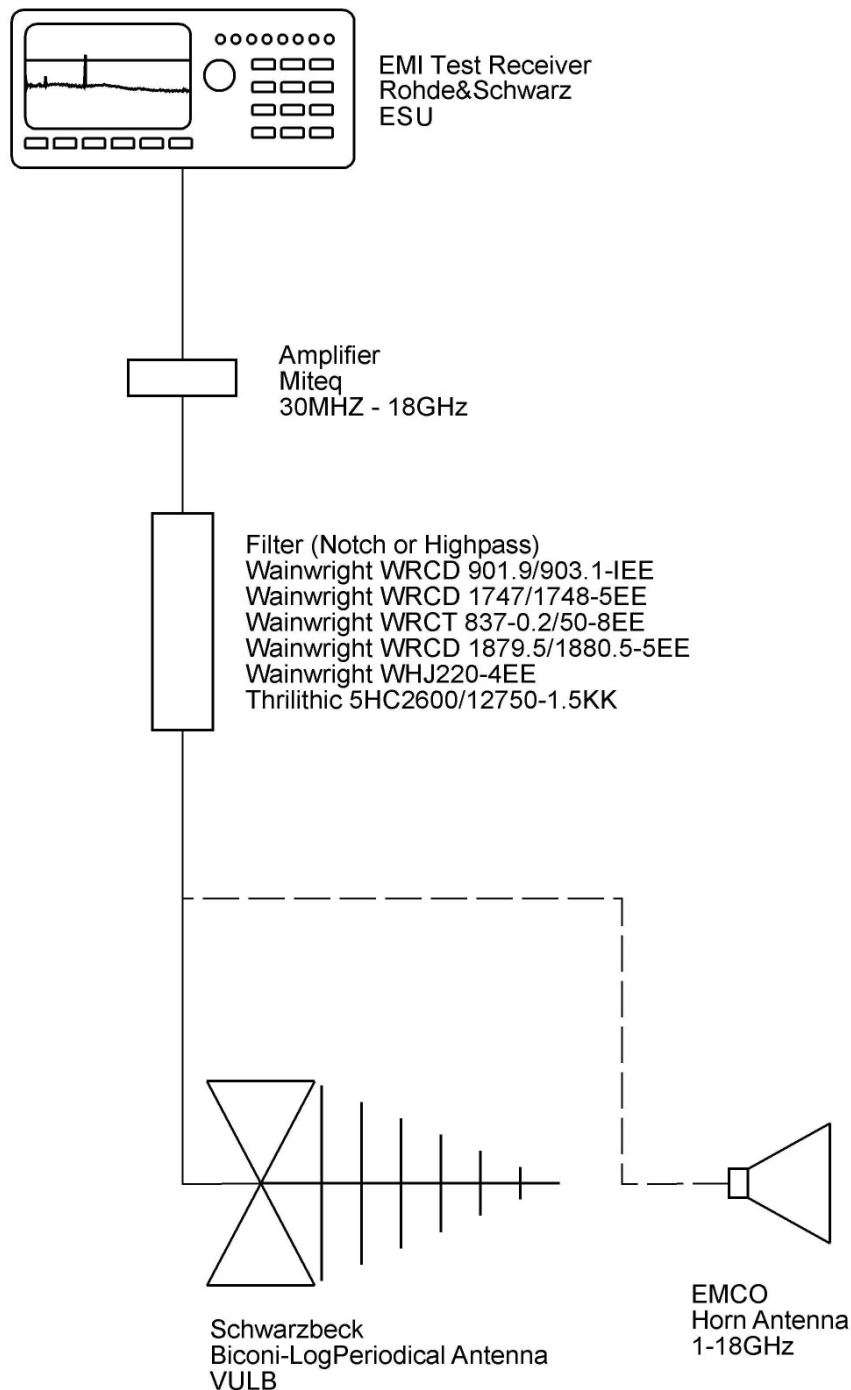 EMI Test Receiver
Rohde&Schwarz
ESU
Amplifier
Miteq
30MHZ - 18GHz
Filter (Notch or Highpass)
Wainwright WRCD 901.9/903.1-IEE
Wainwright WRCD 1747/1748-5EE
Wainwright WRCT 837-0.2/50-8EE
Wainwright WRCD 1879.5/1880.5-5EE
Wainwright WHJ220-4EE
Thrilithic 5HC2600/12750-1.5KK
Schwarzbeck
Biconi-LogPeriodical Antenna
VULB
EMCO
Horn Antenna
1-18GHz